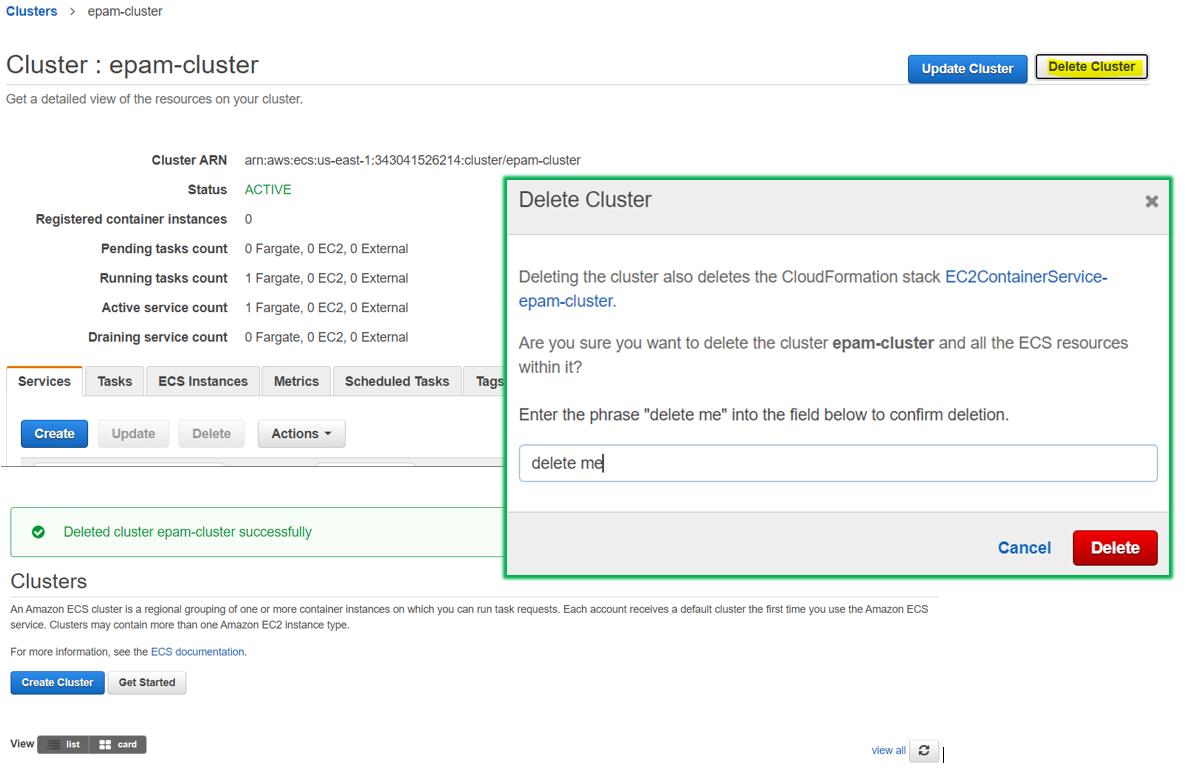 Clusters > epam-cluster
Cluster : epam-cluster
Update Cluster
Delete Cluster
Get a detailed view of the resources on your cluster.
Cluster ARN arn:aws:ecs:us-east-1:343041526214:cluster/epam-cluster
Status ACTIVE
Registered container instances 0
Pending tasks count 0 Fargate, 0 EC2, 0 External
Running tasks count 1 Fargate, 0 EC2, 0 External
Active service count 1 Fargate, 0 EC2, 0 External
Draining service count 0 Fargate, 0 EC2, 0 External
Services Tasks ECS Instances Metrics Scheduled Tasks Tags
Create Update Delete Actions
Delete Cluster
Deleting the cluster also deletes the CloudFormation stack EC2ContainerService-
epam-cluster.
Are you sure you want to delete the cluster epam-cluster and all the ECS resources
within it?
Enter the phrase "delete me" into the field below to confirm deletion.
delete me
Cancel Delete
Deleted cluster epam-cluster successfully
Clusters
An Amazon ECS cluster is a regional grouping of one or more container instances on which you can run task requests. Each account receives a default cluster the first time you use the Amazon ECS
service. Clusters may contain more than one Amazon EC2 instance type.
For more information, see the ECS documentation.
Create Cluster Get Started
View list card
view all